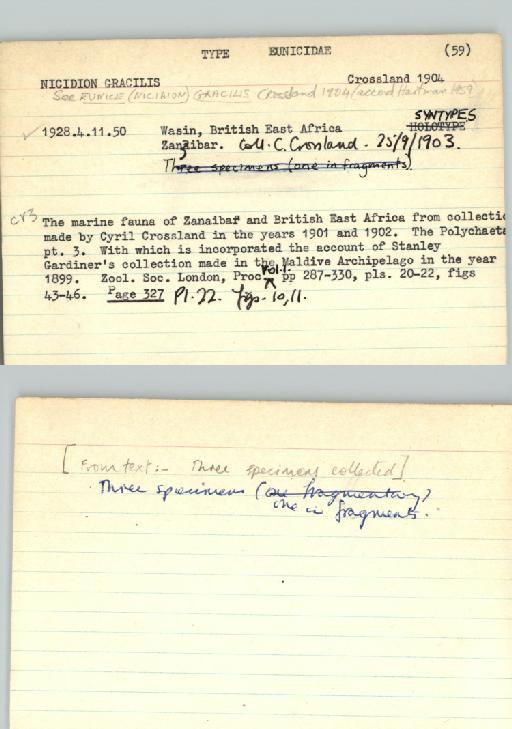 TYPE EUNICIDAE (59)
NICIDION GRACILIS Crossland 1904
See EUNICE (NICIDION) GRACILIS Crossland 1904 (accord Hartman 1959)
SYNTYPES
✓ 1928.4.11.50 Wasin, British East Africa HOLOTYPE
Zanzibar. Coll. C. Crossland. 25/9/1903.
Three specimens (one in fragments).
The marine fauna of Zanaibar and British East Africa from collectio
made by Cyril Crossland in the years 1901 and 1902. The Polychaeta
pt. 3. With which is incorporated the account of Stanley
Gardiner's collection made in the Maldive Archipelago in the year
1899. Zool. Soc. London, Proc. Vol.1. pp 287-330, pls. 20-22, figs
43-46. Page 327 Pl. 22. figs. 10,11.
[From text:- Three specimens collected]
Three specimens (one fragmentary)
one in fragments.